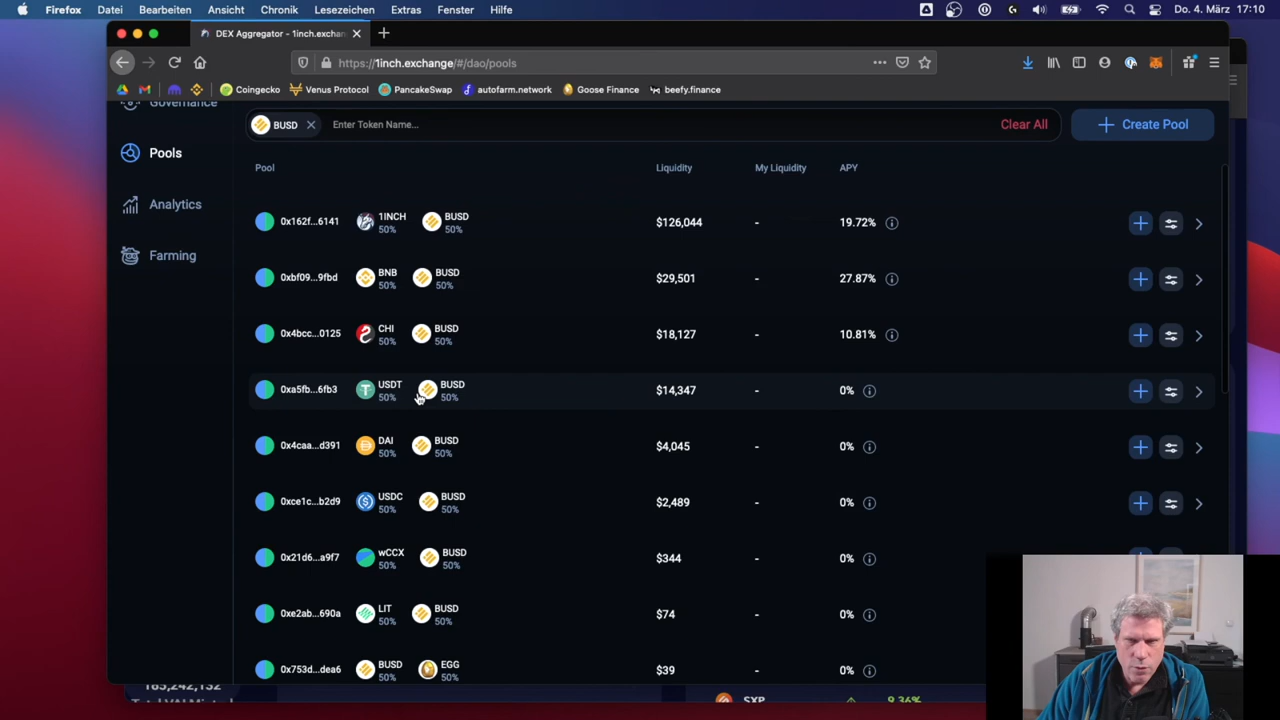 Firefox Datei Bearbeiten Ansicht Chronik Lesezeichen Extras Fenster Hilfe Do. 4. März 17:10
DEX Aggregator - 1inch.exchan
https://1inch.exchange/#/dao/pools
Coingecko Venus Protocol PancakeSwap autofarm.network Goose Finance beefy.finance
Governance
BUSD Enter Token Name... Clear All Create Pool
Pools
Analytics
Farming
Pool Liquidity My Liquidity APY
0x162f...6141 1INCH 50% BUSD 50% $126,044 - 19.72%
0xbf09...9fbd BNB 50% BUSD 50% $29,501 - 27.87%
0x4bcc...0125 CHI 50% BUSD 50% $18,127 - 10.81%
0xa5fb...6fb3 USDT 50% BUSD 50% $14,347 - 0%
0x4caa...d391 DAI 50% BUSD 50% $4,045 - 0%
0xce1c...b2d9 USDC 50% BUSD 50% $2,489 - 0%
0x21d6...a9f7 wCCX 50% BUSD 50% $344 - 0%
0xe2ab...690a LIT 50% BUSD 50% $74 - 0%
0x753d...dea6 BUSD 50% EGG 50% $39 - 0%
SXP 9.36%